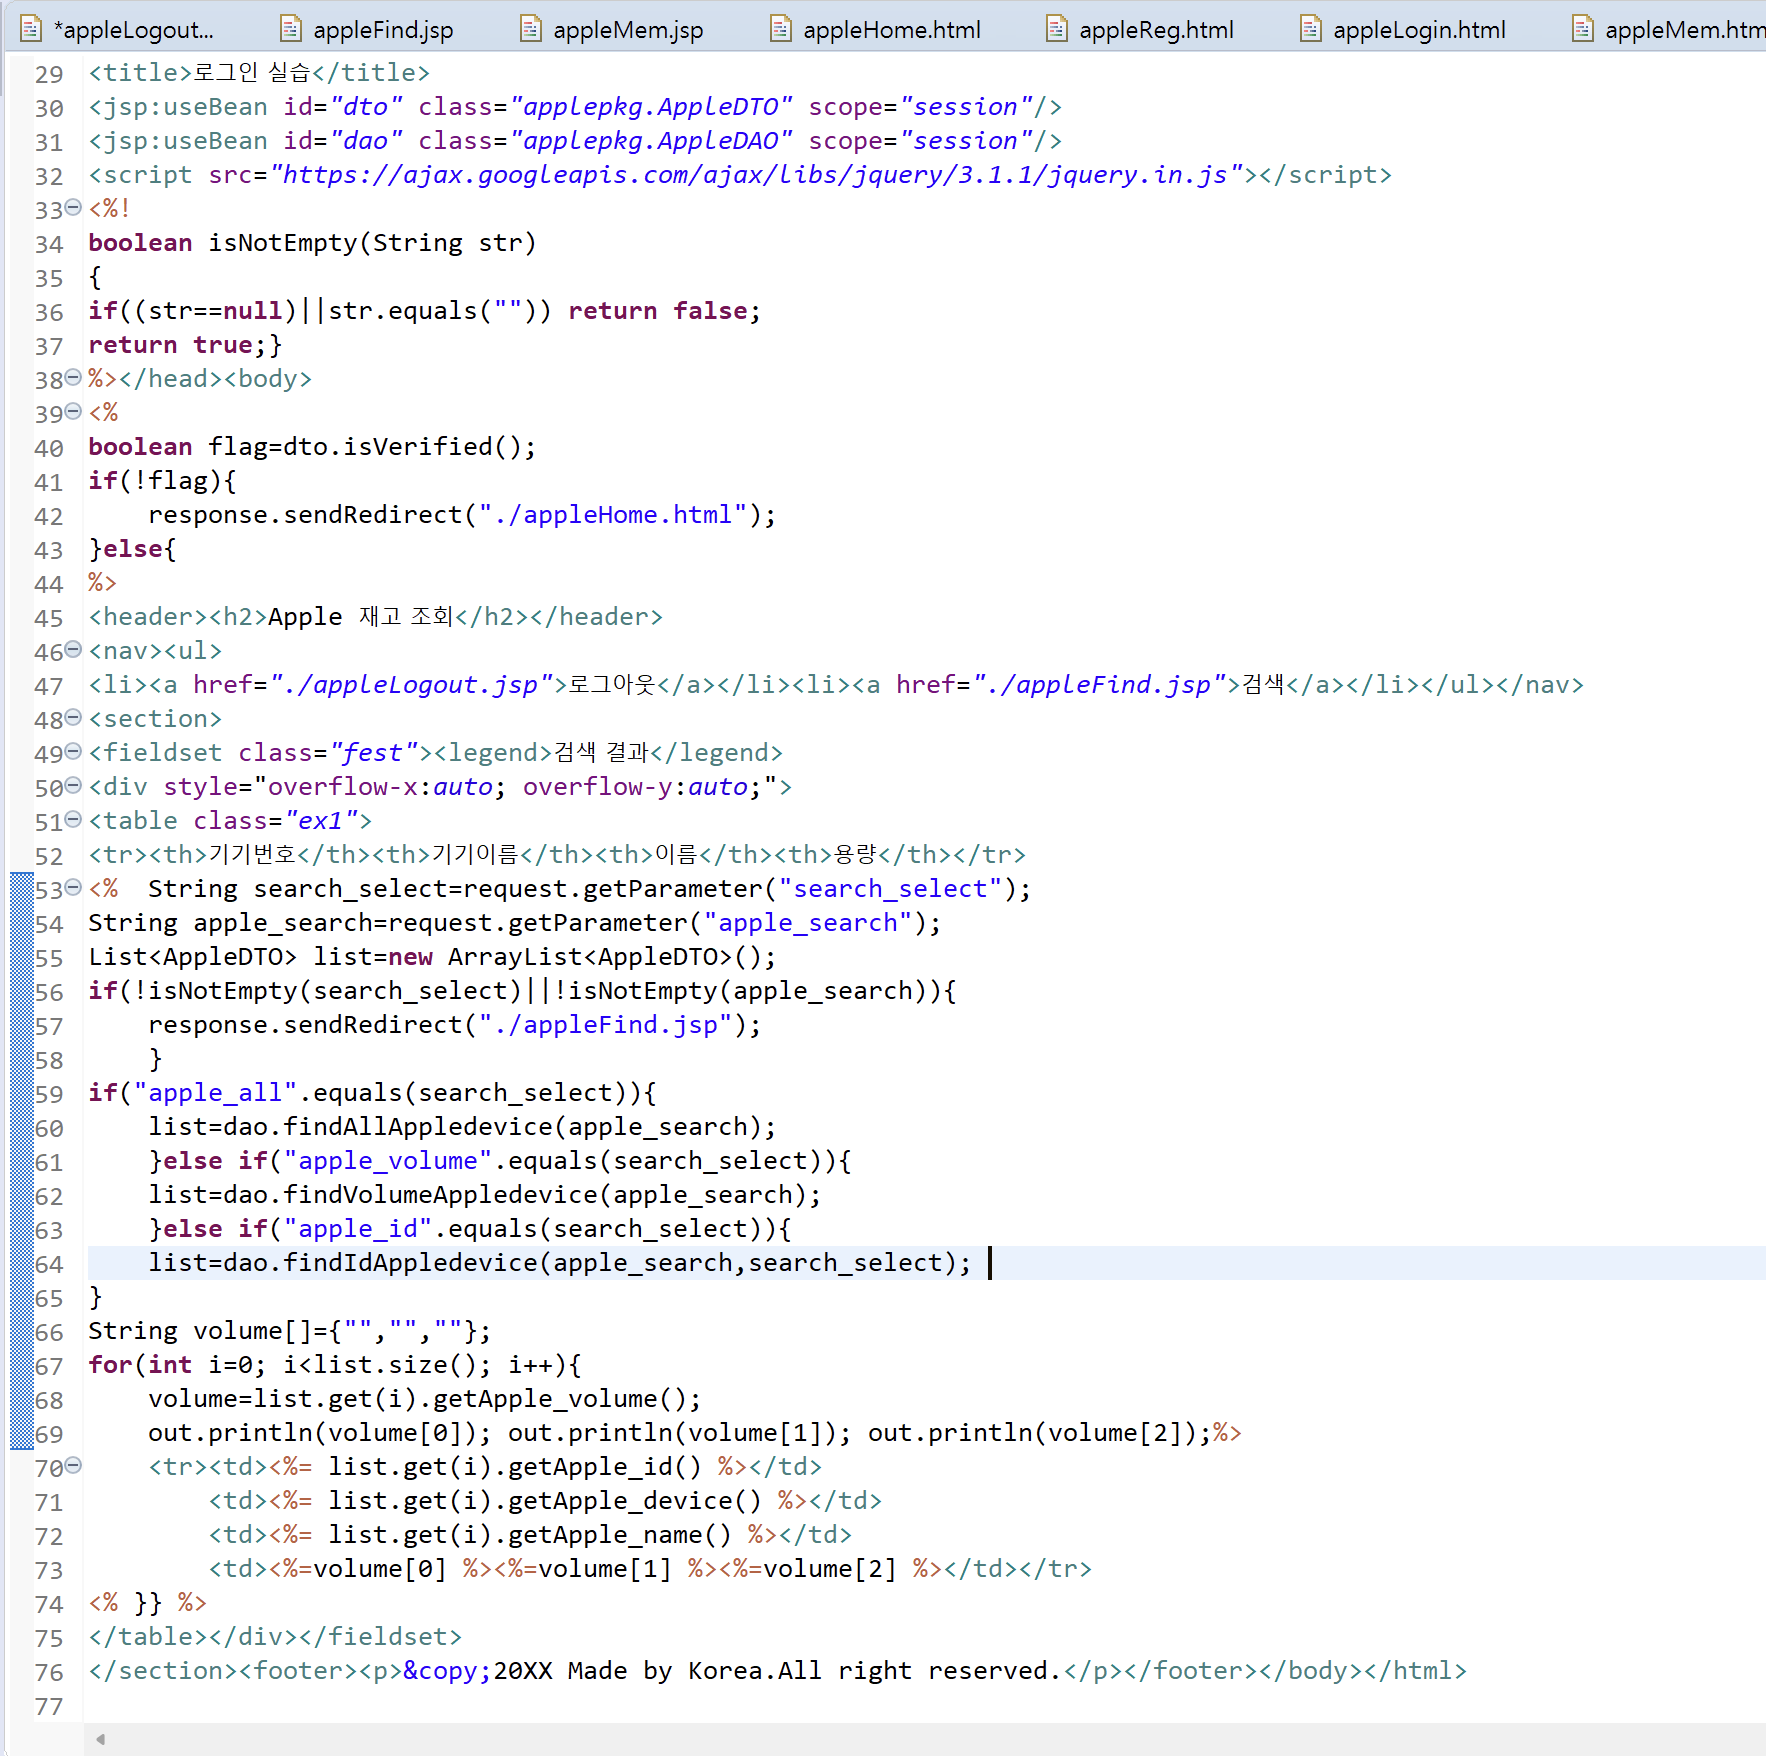 *appleLogout... appleFind.jsp appleMem.jsp appleHome.html appleReg.html appleLogin.html appleMem.htm
29 <title>로그인 실습</title>
30 <jsp:useBean id="dto" class="applepkg.AppleDTO" scope="session"/>
31 <jsp:useBean id="dao" class="applepkg.AppleDAO" scope="session"/>
32 <script src="https://ajax.googleapis.com/ajax/libs/jquery/3.1.1/jquery.in.js"></script>
33 <%!
34 boolean isNotEmpty(String str)
35 {
36 if((str==null)||str.equals("")) return false;
37 return true;}
38 %></head><body>
39 <%
40 boolean flag=dto.isVerified();
41 if(!flag){
42     response.sendRedirect("./appleHome.html");
43 }else{
44 %>
45 <header><h2>Apple 재고 조회</h2></header>
46 <nav><ul>
47 <li><a href="./appleLogout.jsp">로그아웃</a></li><li><a href="./appleFind.jsp">검색</a></li></ul></nav>
48 <section>
49 <fieldset class="fest"><legend>검색 결과</legend>
50 <div style="overflow-x:auto; overflow-y:auto;">
51 <table class="ex1">
52 <tr><th>기기번호</th><th>기기이름</th><th>이름</th><th>용량</th></tr>
53 <%  String search_select=request.getParameter("search_select");
54 String apple_search=request.getParameter("apple_search");
55 List<AppleDTO> list=new ArrayList<AppleDTO>();
56 if(!isNotEmpty(search_select)||!isNotEmpty(apple_search)){
57     response.sendRedirect("./appleFind.jsp");
58     }
59 if("apple_all".equals(search_select)){
60     list=dao.findAllAppledevice(apple_search);
61     }else if("apple_volume".equals(search_select)){
62     list=dao.findVolumeAppledevice(apple_search);
63     }else if("apple_id".equals(search_select)){
64     list=dao.findIdAppledevice(apple_search,search_select);
65 }
66 String volume[]={"","",""};
67 for(int i=0; i<list.size(); i++){
68     volume=list.get(i).getApple_volume();
69     out.println(volume[0]); out.println(volume[1]); out.println(volume[2]);%>
70     <tr><td><%= list.get(i).getApple_id() %></td>
71         <td><%= list.get(i).getApple_device() %></td>
72         <td><%= list.get(i).getApple_name() %></td>
73         <td><%=volume[0] %><%=volume[1] %><%=volume[2] %></td></tr>
74 <% }} %>
75 </table></div></fieldset>
76 </section><footer><p>&copy;20XX Made by Korea.All right reserved.</p></footer></body></html>
77